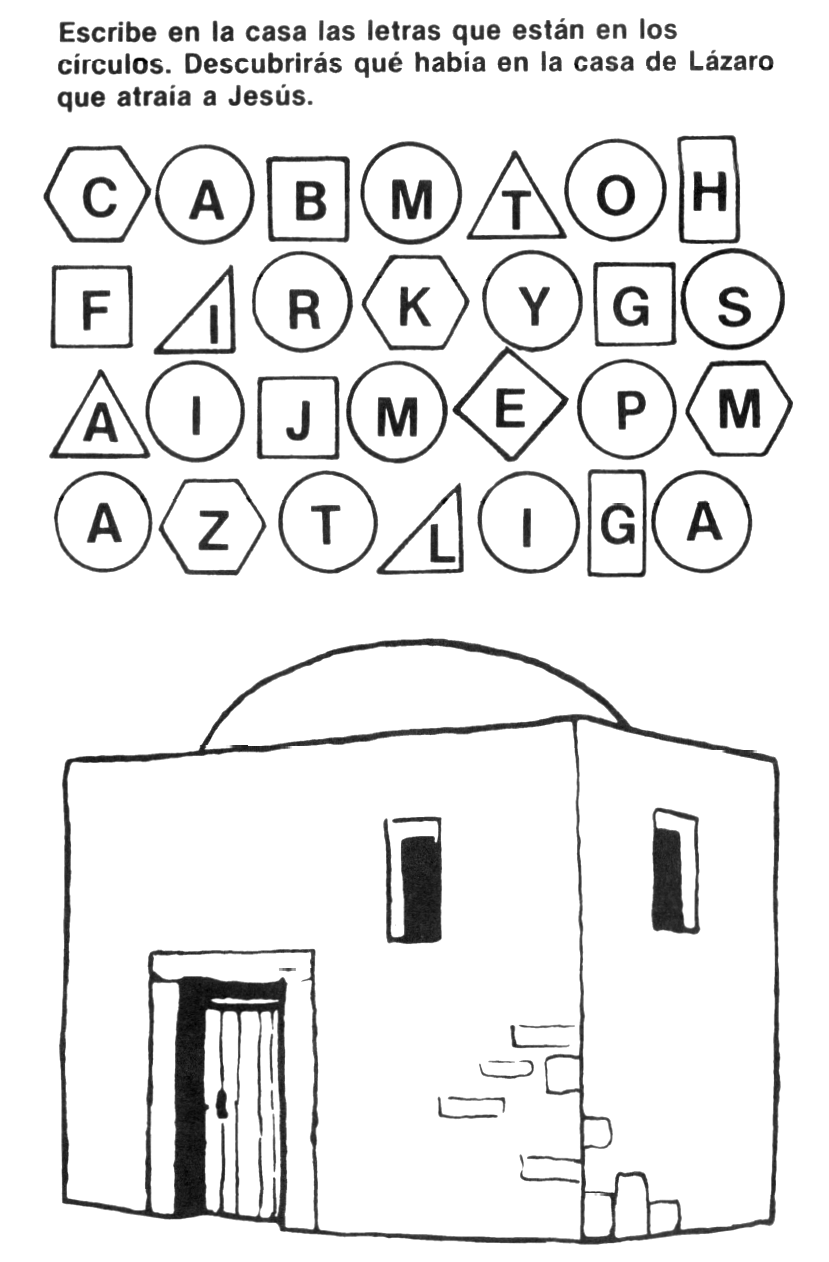 Escribe en la casa las letras que están en los
círculos. Descubrirás qué había en la casa de Lázaro
que atraía a Jesús.
C A B M T O H
F I R K Y G S
A I J M E P M
A Z T L I G A